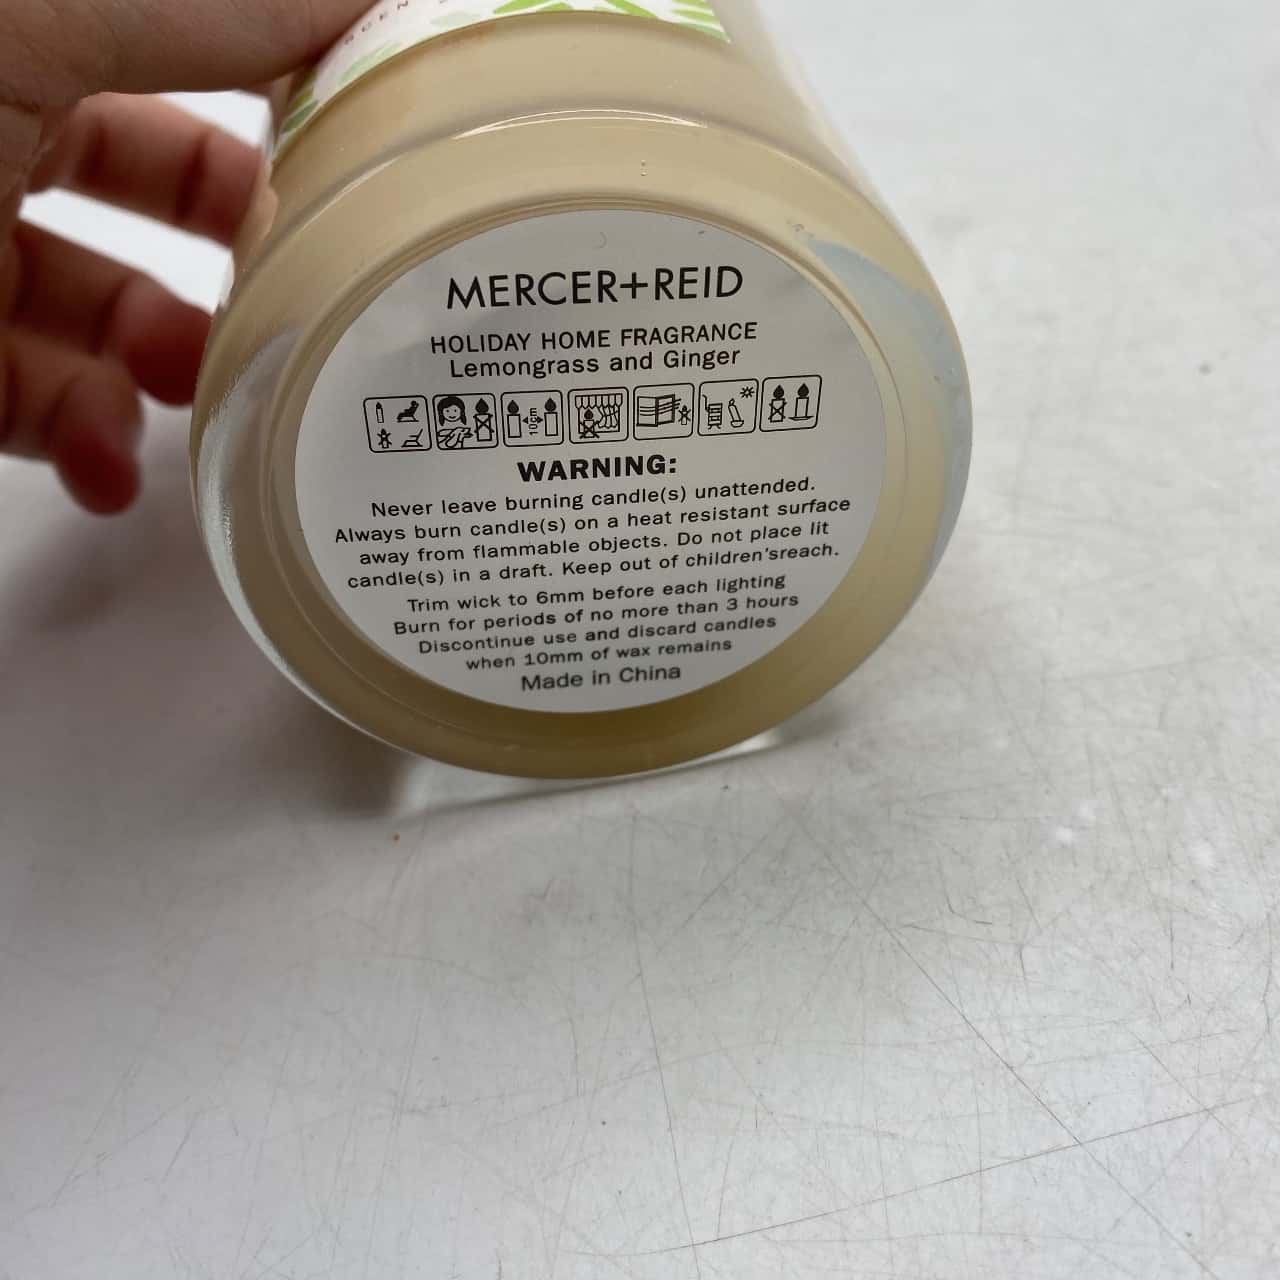 MERCER+REID
HOLIDAY HOME FRAGRANCE
Lemongrass and Ginger
10cm
WARNING:
Never leave burning candle(s) unattended.
Always burn candle(s) on a heat resistant surface
away from flammable objects. Do not place lit
candle(s) in a draft. Keep out of children'sreach.
Trim wick to 6mm before each lighting
Burn for periods of no more than 3 hours
Discontinue use and discard candles
when 10mm of wax remains
Made in China